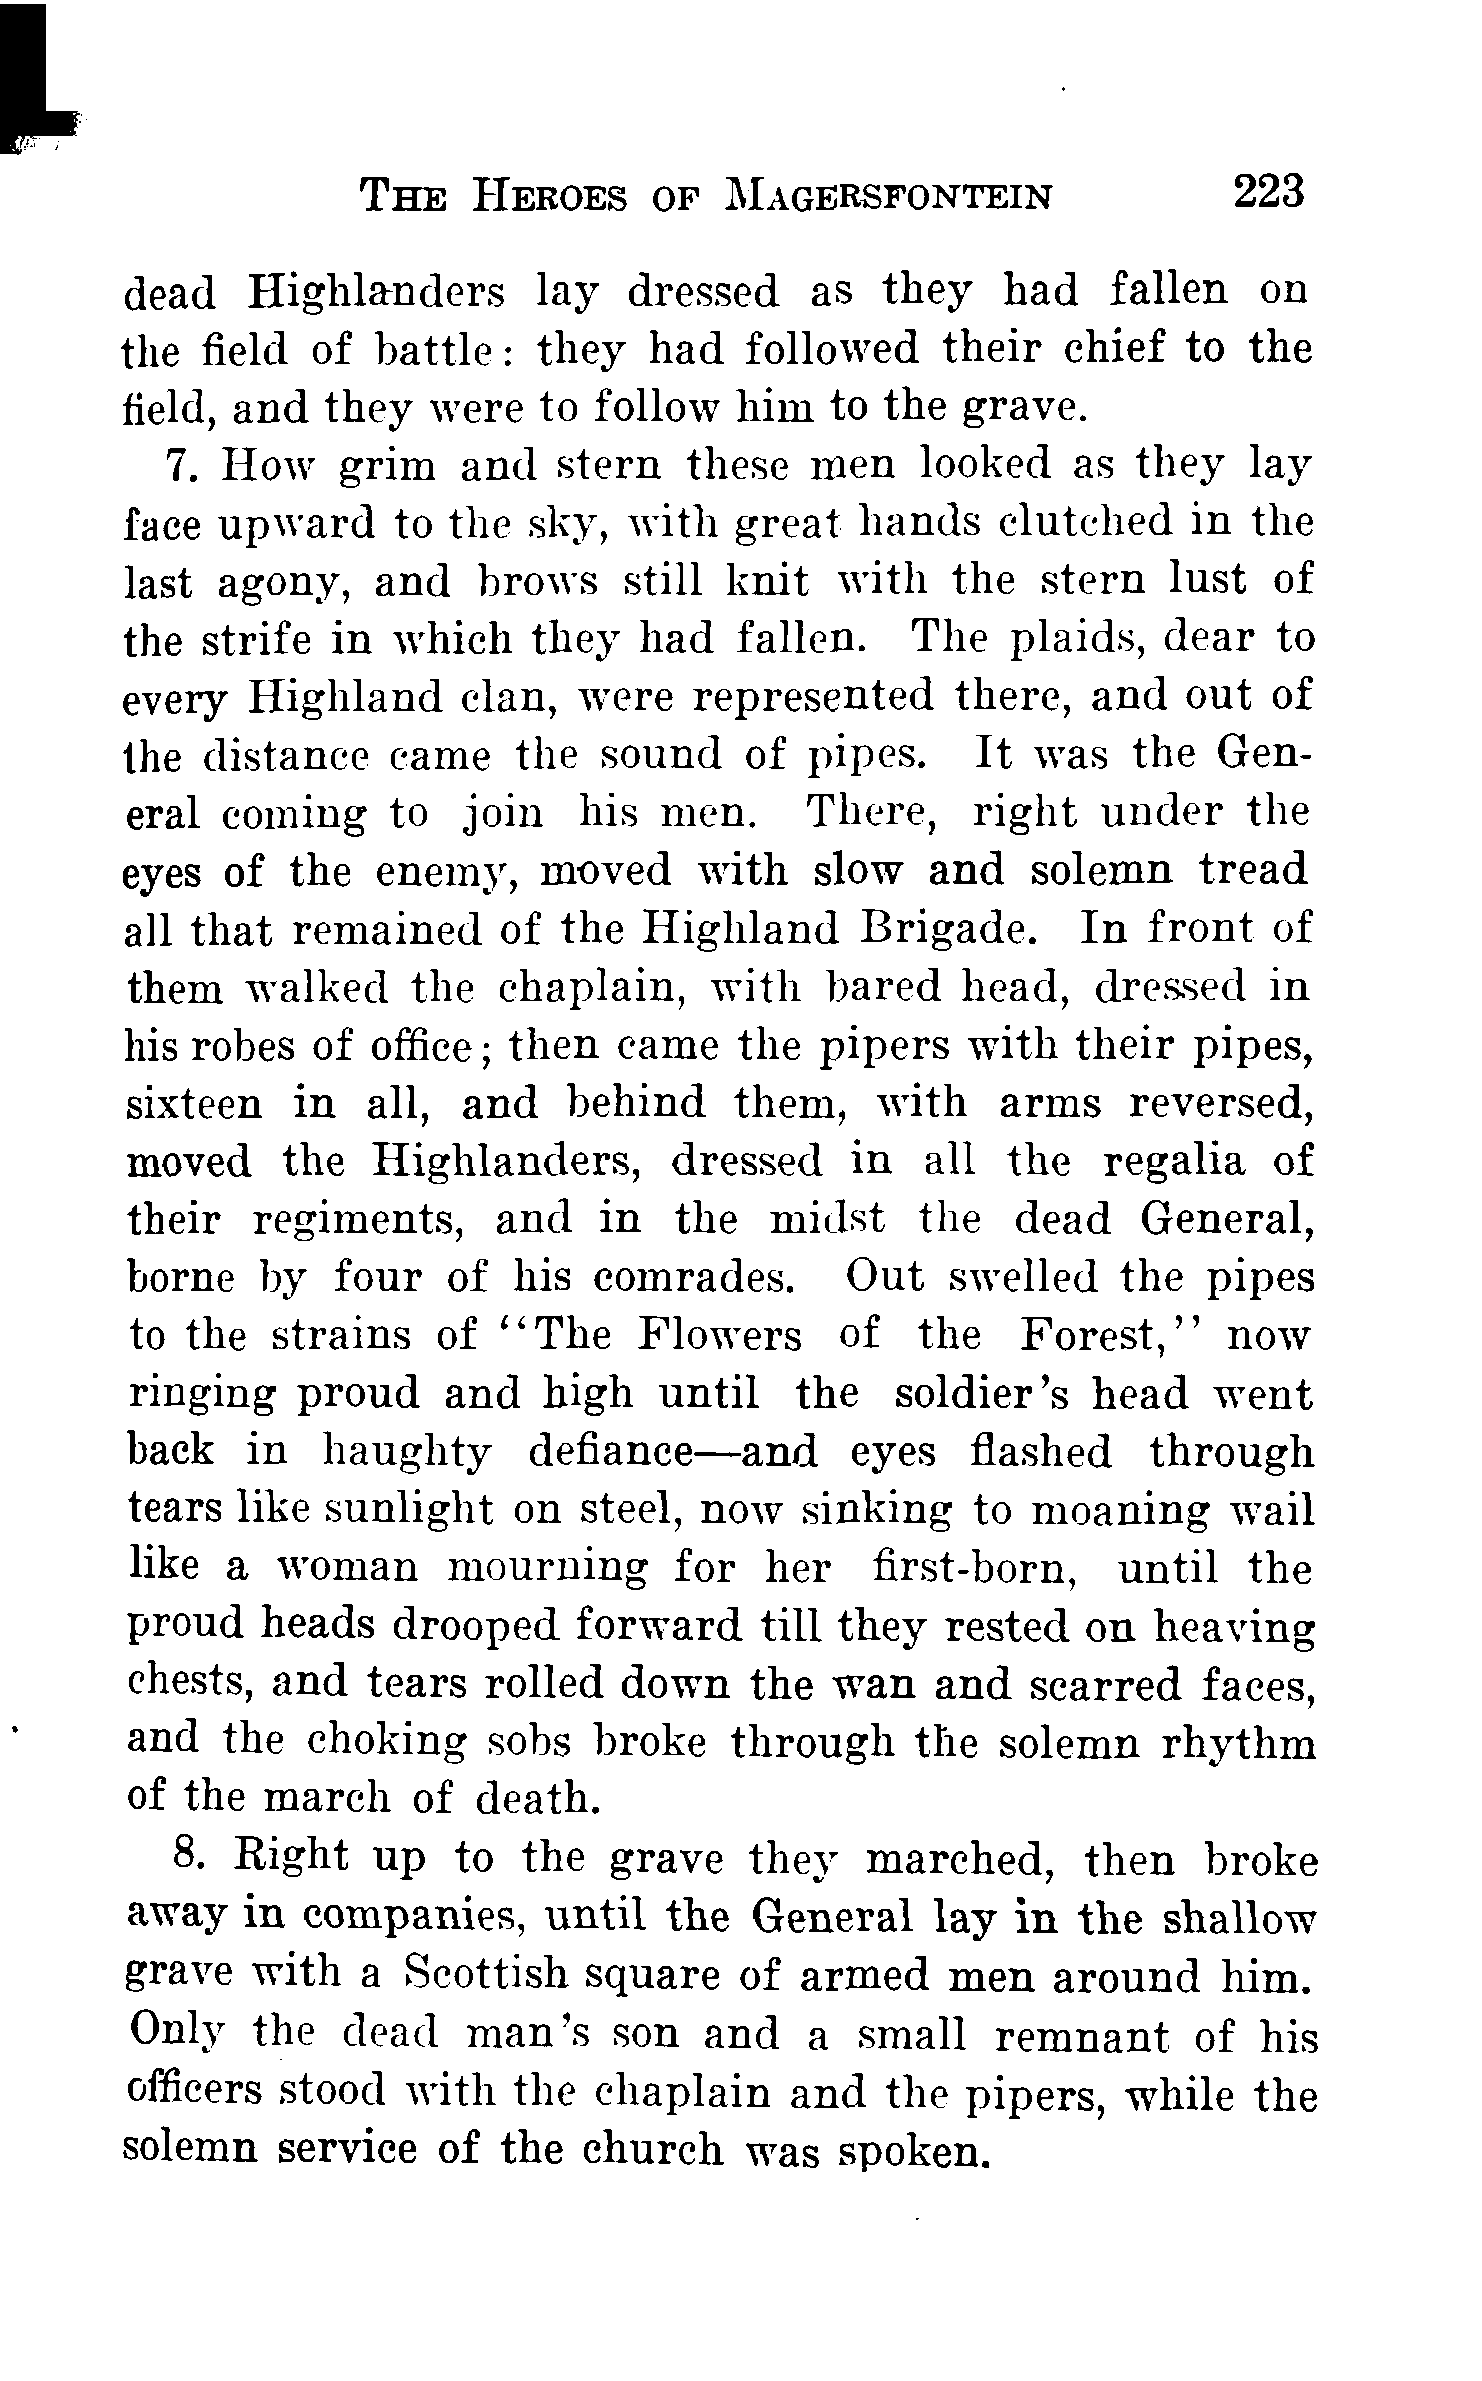 The Heroes of Magersfontein 223
dead Highlanders lay dressed as they had fallen on
the field of battle: they had followed their chief to the
field, and they were to follow him to the grave.
7. How grim and stern these men looked as they lay
face upward to the sky, with great hands clutched in the
last agony, and brows still knit with the stern lust of
the strife in which they had fallen. The plaids, dear to
every Highland clan, were represented there, and out of
the distance came the sound of pipes. It was the Gen-
eral coming to join his men. There, right under the
eyes of the enemy, moved with slow and solemn tread
all that remained of the Highland Brigade. In front of
them walked the chaplain, with bared head, dressed in
his robes of office; then came the pipers with their pipes,
sixteen in all, and behind them, with arms reversed,
moved the Highlanders, dressed in all the regalia of
their regiments, and in the midst the dead General,
borne by four of his comrades. Out swelled the pipes
to the strains of "The Flowers of the Forest," now
ringing proud and high until the soldier's head went
back in haughty defiance—and eyes flashed through
tears like sunlight on steel, now sinking to moaning wail
like a woman mourning for her first-born, until the
proud heads drooped forward till they rested on heaving
chests, and tears rolled down the wan and scarred faces,
and the choking sobs broke through the solemn rhythm
of the march of death.
8. Right up to the grave they marched, then broke
away in companies, until the General lay in the shallow
grave with a Scottish square of armed men around him.
Only the dead man's son and a small remnant of his
officers stood with the chaplain and the pipers, while the
solemn service of the church was spoken.